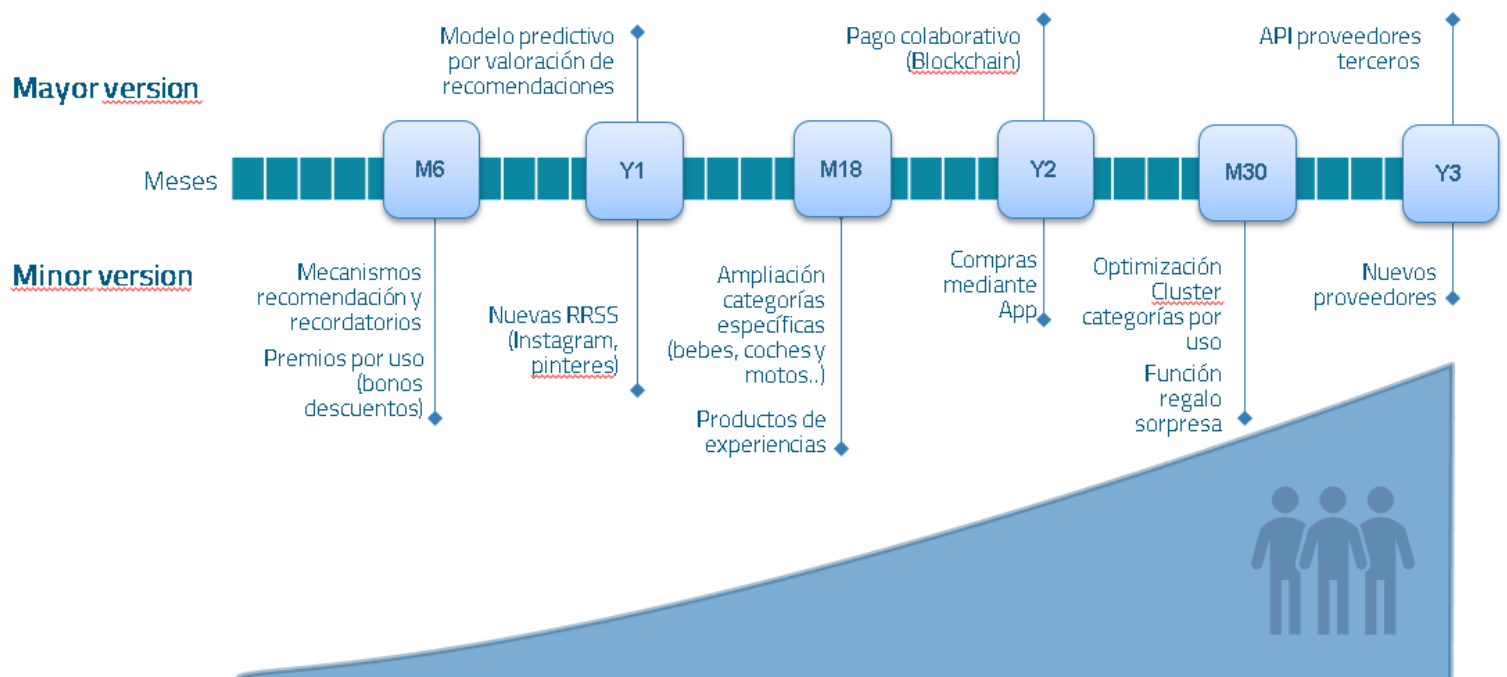 Modelo predictivo
por valoración de
recomendaciones
Pago colaborativo
(Blockchain)
API proveedores
terceros
Mayor version
Meses
M6
Y1
M18
Y2
M30
Y3
Minor version
Mecanismos
recomendación y
recordatorios
Premios por uso
(bonos
descuentos)
Nuevas RRSS
(Instagram,
pinteres)
Ampliación
categorías
específicas
(bebes, coches y
motos..)
Productos de
experiencias
Compras
mediante
App
Optimización
Cluster
categorías por
uso
Función
regalo
sorpresa
Nuevos
proveedores